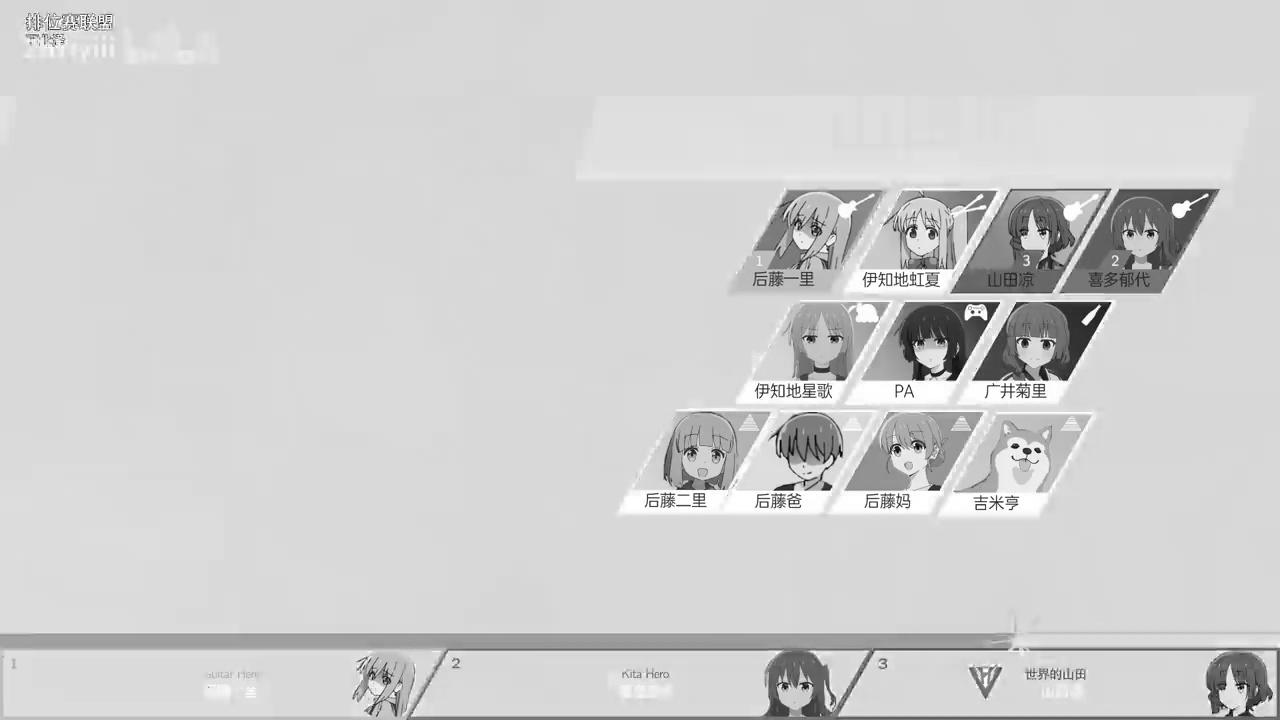 排位赛联盟
1
后藤一里
伊知地虹夏
3
山田凉
2
喜多郁代
伊知地星歌
PA
广井菊里
后藤二里
后藤爸
后藤妈
吉米亨
1
Guitar Hero
2
Kita Hero
3
世界的山田